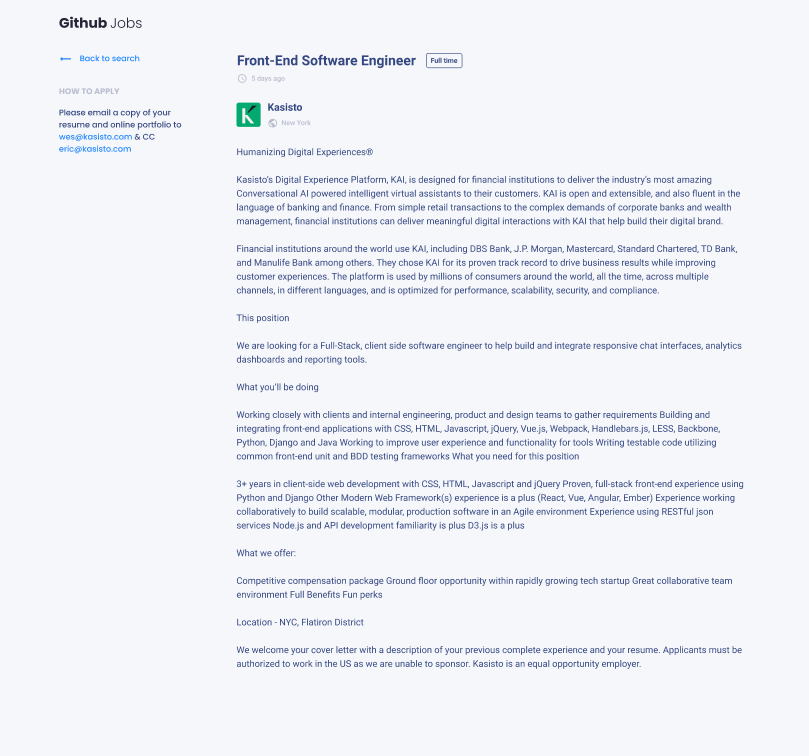 Github Jobs
Back to search
HOW TO APPLY
Please email a copy of your
resume and online portfolio to
wes@kasisto.com & CC
eric@kasisto.com
Front-End Software Engineer
Full time
5 days ago
K
Kasisto
New York
Humanizing Digital Experiences®
Kasisto's Digital Experience Platform, KAI, is designed for financial institutions to deliver the industry's most amazing
Conversational AI powered intelligent virtual assistants to their customers. KAI is open and extensible, and also fluent in the
language of banking and finance. From simple retail transactions to the complex demands of corporate banks and wealth
management, financial institutions can deliver meaningful digital interactions with KAI that help build their digital brand.
Financial institutions around the world use KAI, including DBS Bank, J.P. Morgan, Mastercard, Standard Chartered, TD Bank,
and Manulife Bank among others. They chose KAI for its proven track record to drive business results while improving
customer experiences. The platform is used by millions of consumers around the world, all the time, across multiple
channels, in different languages, and is optimized for performance, scalability, security, and compliance.
This position
We are looking for a Full-Stack, client side software engineer to help build and integrate responsive chat interfaces, analytics
dashboards and reporting tools.
What you'll be doing
Working closely with clients and internal engineering, product and design teams to gather requirements Building and
integrating front-end applications with CSS, HTML, Javascript, jQuery, Vue.js, Webpack, Handlebars.js, LESS, Backbone,
Python, Django and Java Working to improve user experience and functionality for tools Writing testable code utilizing
common front-end unit and BDD testing frameworks What you need for this position
3+ years in client-side web development with CSS, HTML, Javascript and jQuery Proven, full-stack front-end experience using
Python and Django Other Modern Web Framework(s) experience is a plus (React, Vue, Angular, Ember) Experience working
collaboratively to build scalable, modular, production software in an Agile environment Experience using RESTful json
services Node.js and API development familiarity is plus D3.js is a plus
What we offer:
Competitive compensation package Ground floor opportunity within rapidly growing tech startup Great collaborative team
environment Full Benefits Fun perks
Location - NYC, Flatiron District
We welcome your cover letter with a description of your previous complete experience and your resume. Applicants must be
authorized to work in the US as we are unable to sponsor. Kasisto is an equal opportunity employer.